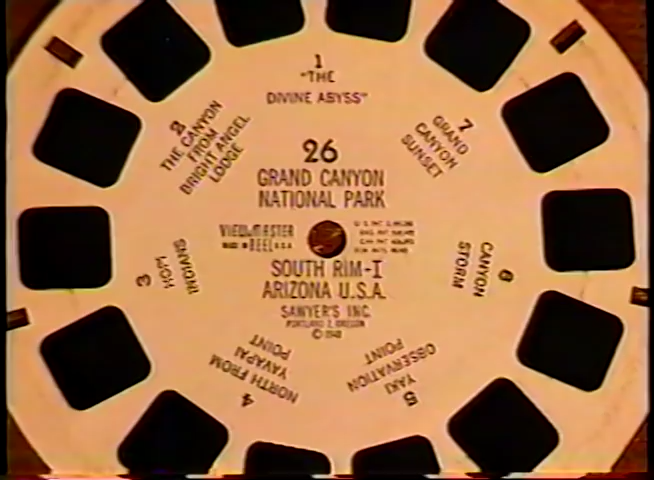 1
"THE
DIVINE ABYSS"
2
THE CANYON
FROM
BRIGHT ANGEL
LODGE
7
GRAND
CANYON
SUNSET
26
GRAND CANYON
NATIONAL PARK
VIEW-MASTER
REEL
SOUTH RIM-I
ARIZONA U.S.A.
SAWYER'S INC.
PORTLAND 7, OREGON
3
HOPI
INDIANS
6
CANYON
STORM
4
NORTH FROM
YAVAPAI
POINT
5
YAKI
OBSERVATION
POINT